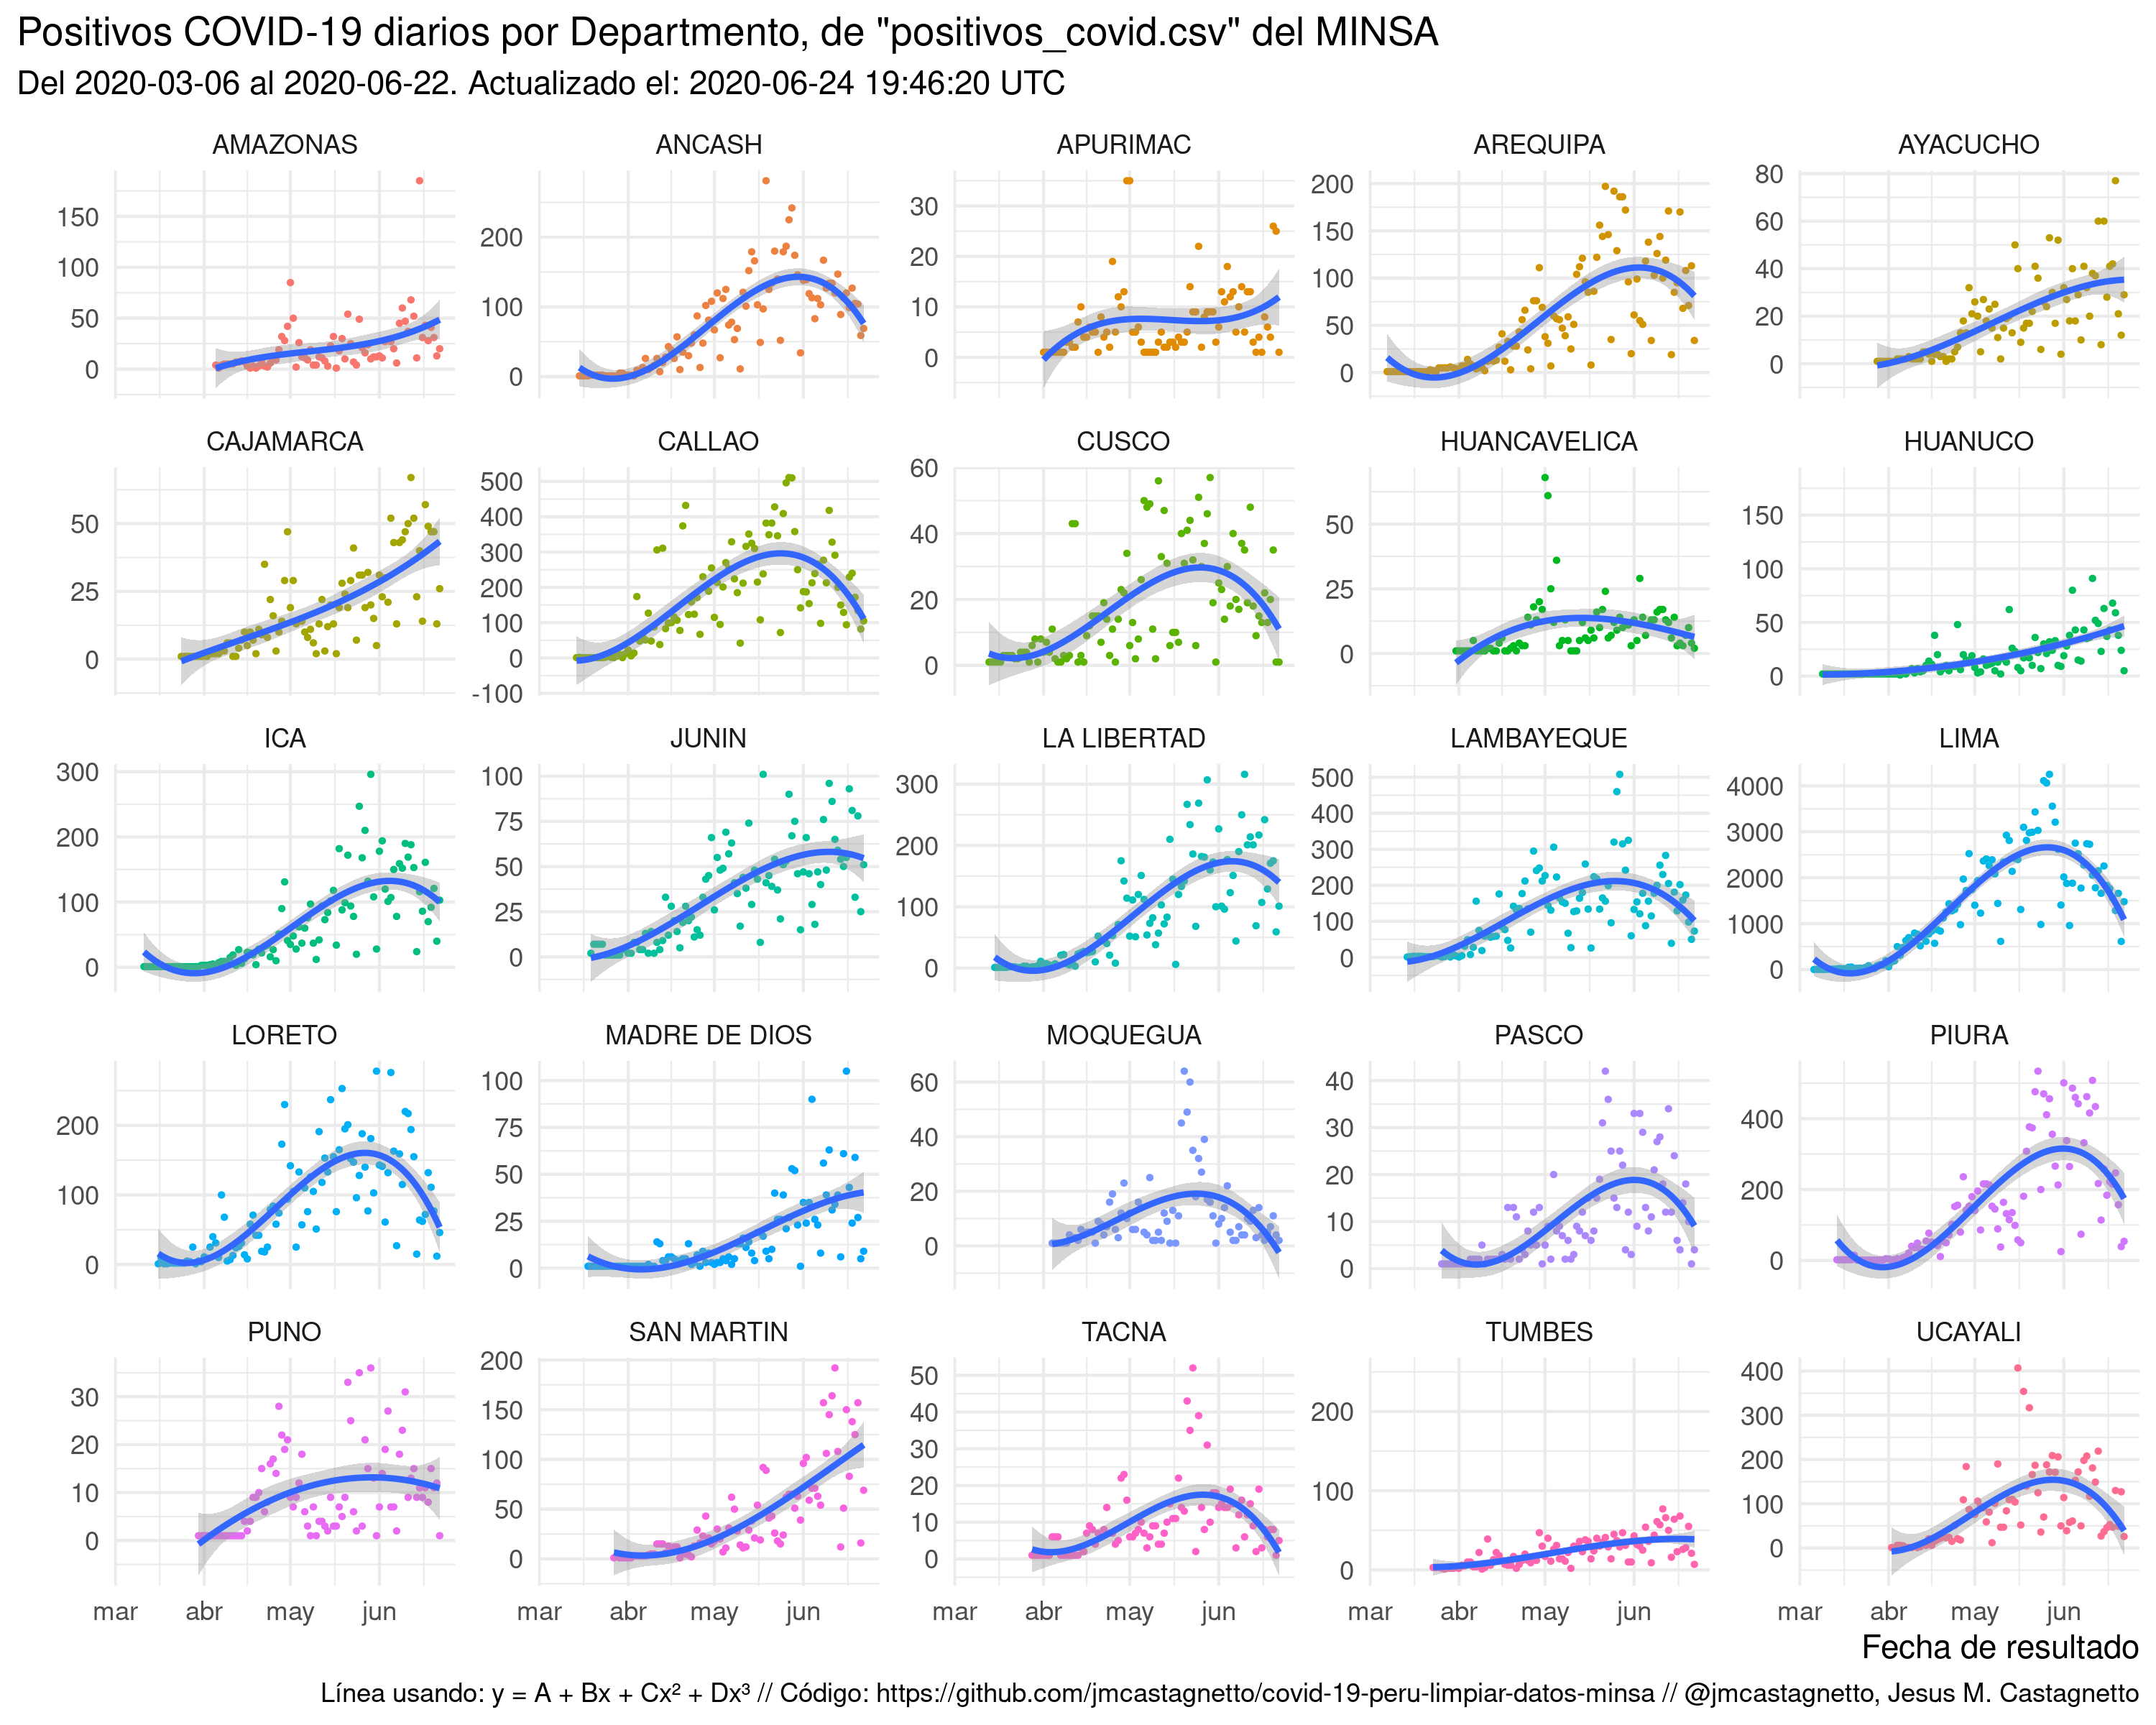 Positivos COVID-19 diarios por Departmento, de "positivos_covid.csv" del MINSA
Del 2020-03-06 al 2020-06-22. Actualizado el: 2020-06-24 19:46:20 UTC
AMAZONAS ANCASH APURIMAC AREQUIPA AYACUCHO
150 100 50 0
200 100 0
30 20 10 0
200 150 100 50 0
80 60 40 20 0
CAJAMARCA CALLAO CUSCO HUANCAVELICA HUANUCO
50 25 0
500 400 300 200 100 0 -100
60 40 20 0
50 25 0
150 100 50 0
ICA JUNIN LA LIBERTAD LAMBAYEQUE LIMA
300 200 100 0
100 75 50 25 0
300 200 100 0
500 400 300 200 100 0
4000 3000 2000 1000 0
LORETO MADRE DE DIOS MOQUEGUA PASCO PIURA
200 100 0
100 75 50 25 0
60 40 20 0
40 30 20 10 0
400 200 0
PUNO SAN MARTIN TACNA TUMBES UCAYALI
30 20 10 0
200 150 100 50 0
50 40 30 20 10 0
200 100 0
400 300 200 100 0
mar abr may jun mar abr may jun mar abr may jun mar abr may jun mar abr may jun
Fecha de resultado
Línea usando: y = A + Bx + Cx² + Dx³ // Código: https://github.com/jmcastagnetto/covid-19-peru-limpiar-datos-minsa // @jmcastagnetto, Jesus M. Castagnetto